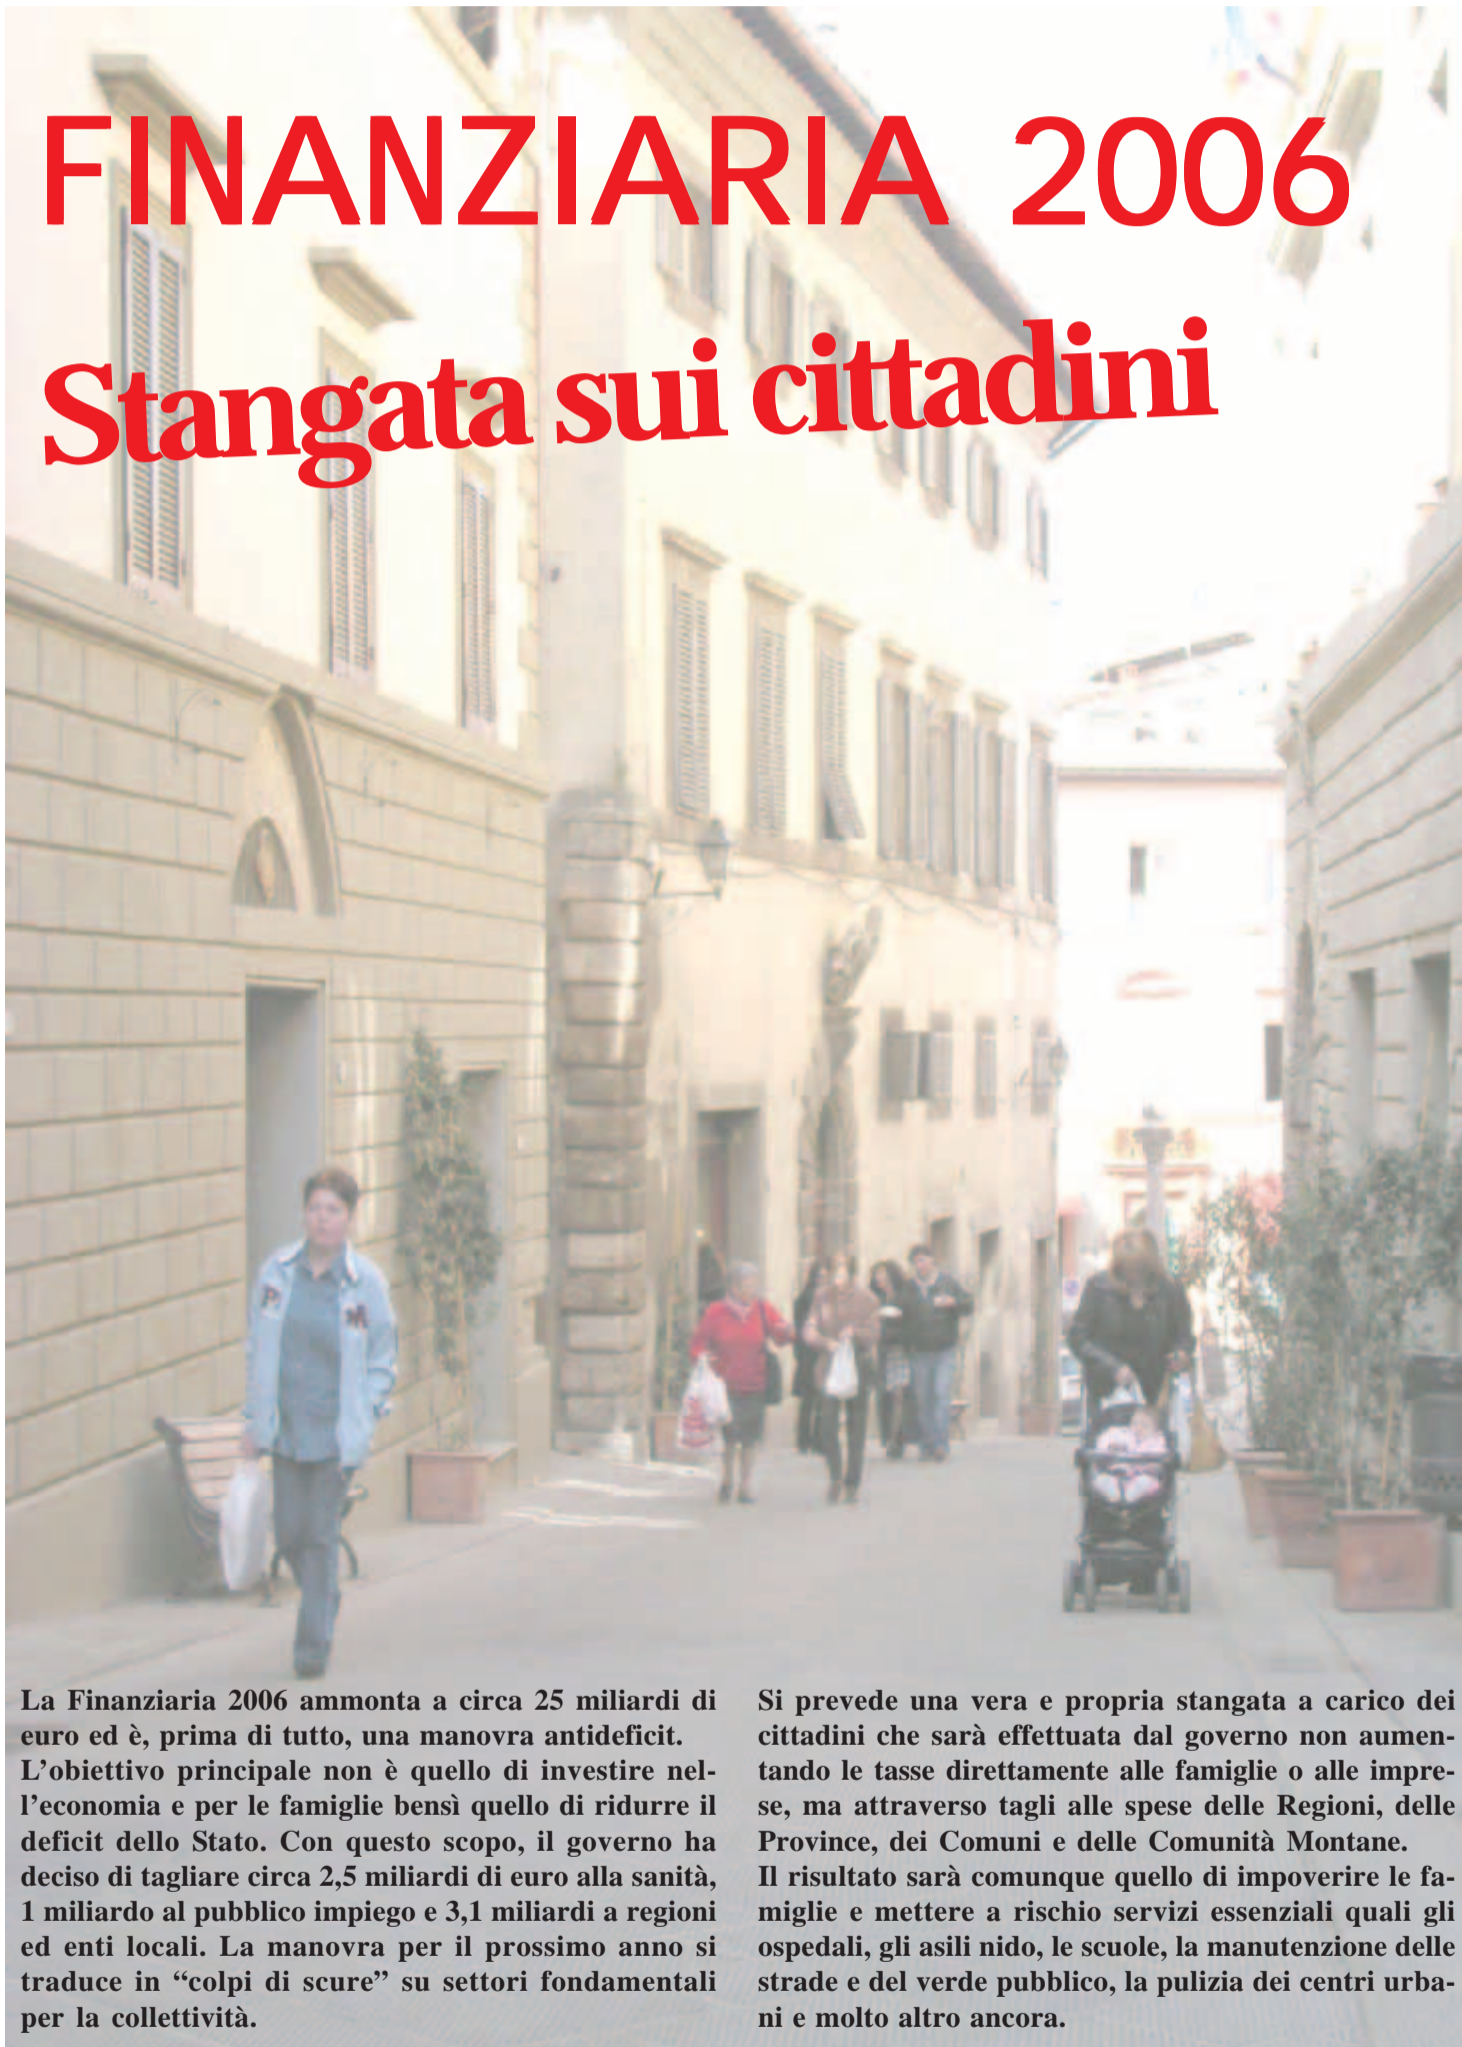 FINANZIARIA 2006
Stangata sui cittadini
La Finanziaria 2006 ammonta a circa 25 miliardi di
euro ed è, prima di tutto, una manovra antideficit.
L'obiettivo principale non è quello di investire nel-
l'economia e per le famiglie bensì quello di ridurre il
deficit dello Stato. Con questo scopo, il governo ha
deciso di tagliare circa 2,5 miliardi di euro alla sanità,
1 miliardo al pubblico impiego e 3,1 miliardi a regioni
ed enti locali. La manovra per il prossimo anno si
traduce in “colpi di scure” su settori fondamentali
per la collettività.
Si prevede una vera e propria stangata a carico dei
cittadini che sarà effettuata dal governo non aumen-
tando le tasse direttamente alle famiglie o alle impre-
se, ma attraverso tagli alle spese delle Regioni, delle
Province, dei Comuni e delle Comunità Montane.
Il risultato sarà comunque quello di impoverire le fa-
miglie e mettere a rischio servizi essenziali quali gli
ospedali, gli asili nido, le scuole, la manutenzione delle
strade e del verde pubblico, la pulizia dei centri urba-
ni e molto altro ancora.